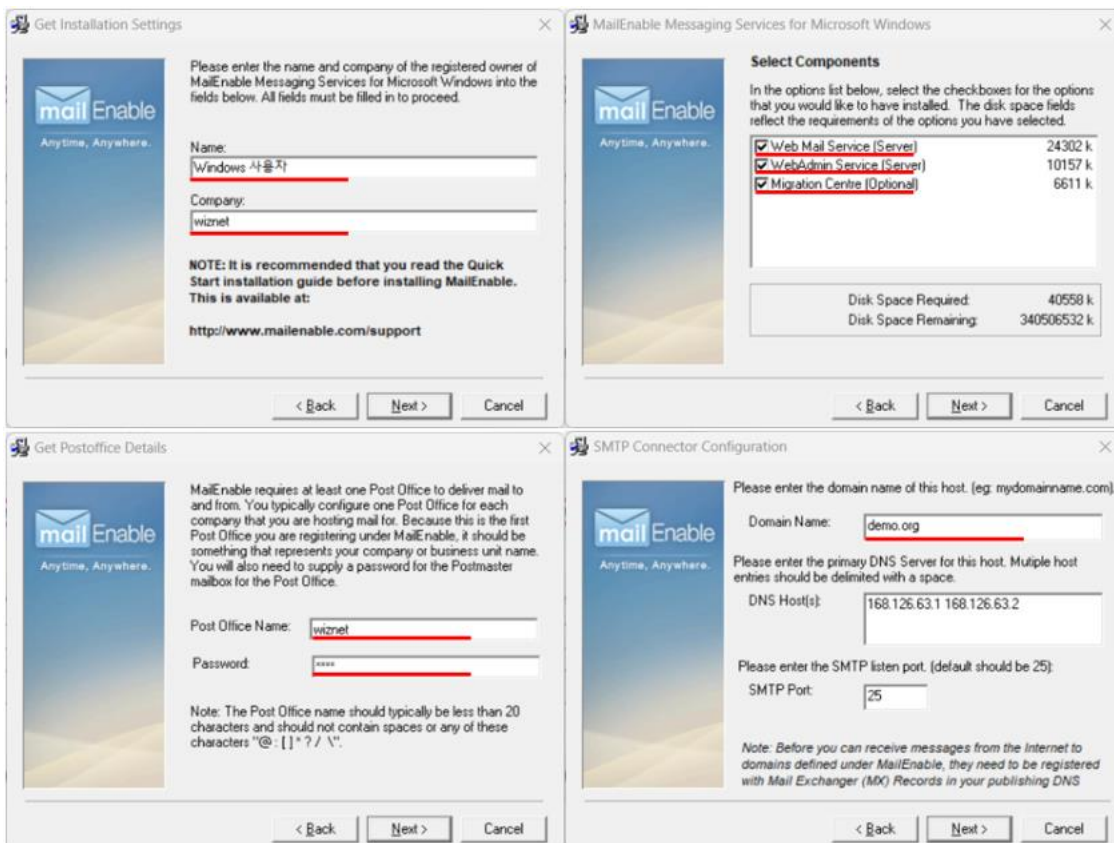 Get Installation Settings
mail Enable
Anytime, Anywhere.
Please enter the name and company of the registered owner of
MailEnable Messaging Services for Microsoft Windows into the
fields below. All fields must be filled in to proceed.
Name:
Windows 사용자
Company:
wiznet
NOTE: It is recommended that you read the Quick
Start installation guide before installing MailEnable.
This is available at:
http://www.mailenable.com/support
< Back
Next >
Cancel
MailEnable Messaging Services for Microsoft Windows
mail Enable
Anytime, Anywhere.
Select Components
In the options list below, select the checkboxes for the options
that you would like to have installed. The disk space fields
reflect the requirements of the options you have selected.
Web Mail Service (Server) 24302 k
WebAdmin Service (Server) 10157 k
Migration Centre (Optional) 6611 k
Disk Space Required: 40558 k
Disk Space Remaining: 340506532 k
< Back
Next >
Cancel
Get Postoffice Details
mail Enable
Anytime, Anywhere.
MailEnable requires at least one Post Office to deliver mail to
and from. You typically configure one Post Office for each
company that you are hosting mail for. Because this is the first
Post Office you are registering under MailEnable, it should be
something that represents your company or business unit name.
You will also need to supply a password for the Postmaster
mailbox for the Post Office.
Post Office Name: wiznet
Password: ****
Note: The Post Office name should typically be less than 20
characters and should not contain spaces or any of these
characters "@ : [ ] * ? / \".
< Back
Next >
Cancel
SMTP Connector Configuration
mail Enable
Anytime, Anywhere.
Please enter the domain name of this host. (eg: mydomainname.com)
Domain Name: demo.org
Please enter the primary DNS Server for this host. Mutiple host
entries should be delimited with a space.
DNS Host(s): 168.126.63.1 168.126.63.2
Please enter the SMTP listen port. (default should be 25):
SMTP Port: 25
Note: Before you can receive messages from the Internet to
domains defined under MailEnable, they need to be registered
with Mail Exchanger (MX) Records in your publishing DNS
< Back
Next >
Cancel